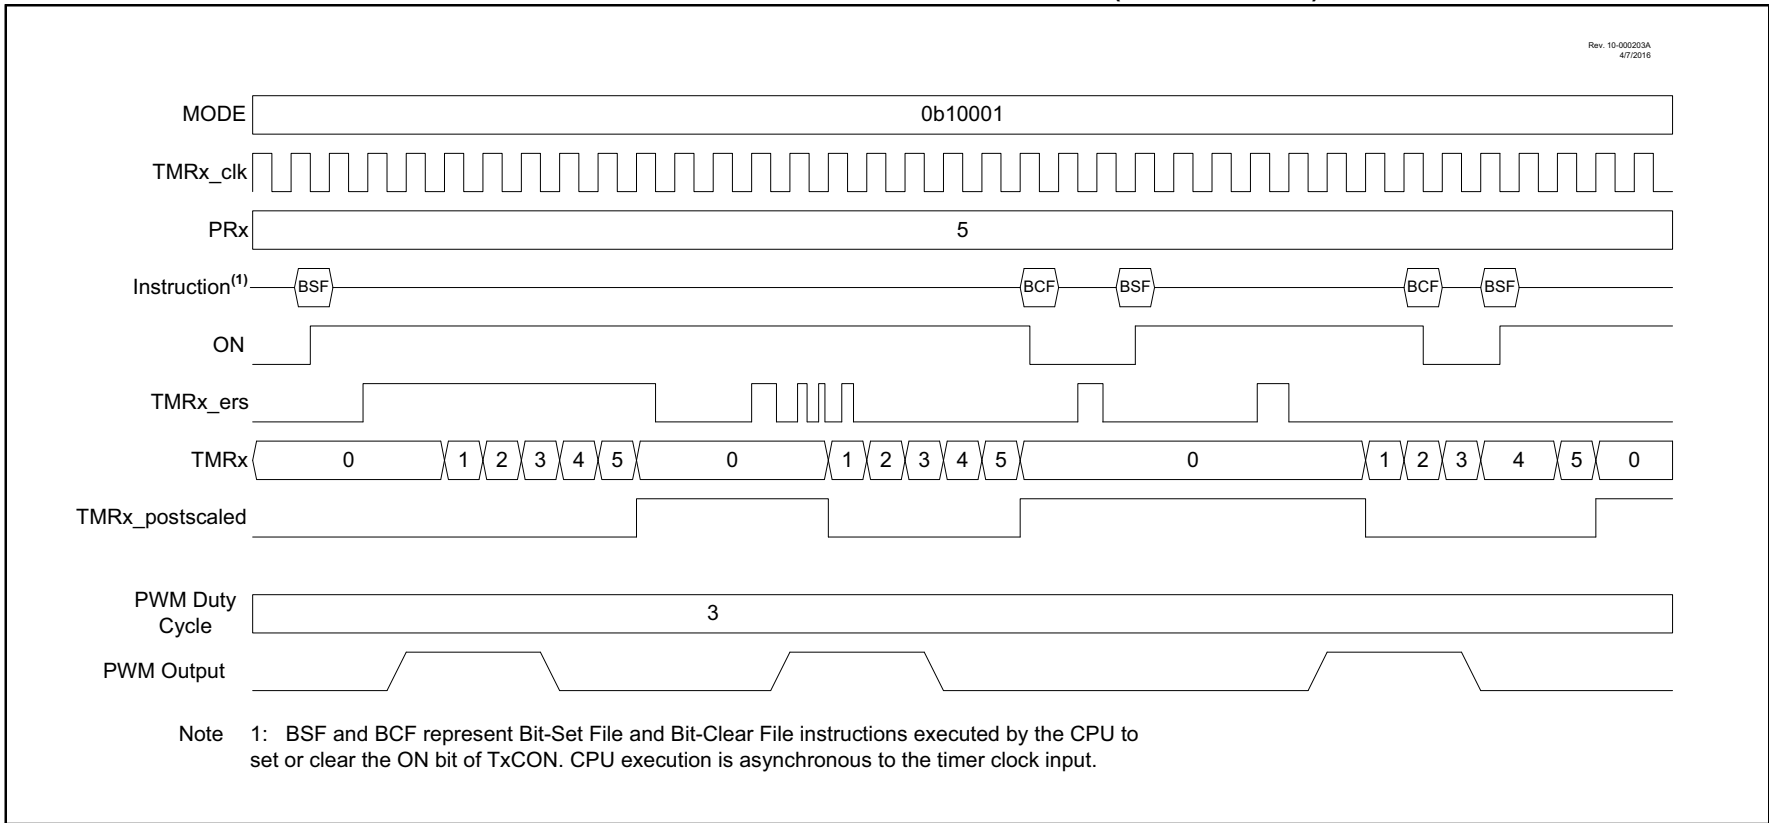 Rev. 10-000203A
4/7/2016
MODE 0b10001
TMRx_clk
PRx 5
Instruction(1) BSF BCF BSF BCF BSF
ON
TMRx_ers
TMRx 0 1 2 3 4 5 0 1 2 3 4 5 0 1 2 3 4 5 0
TMRx_postscaled
PWM Duty
Cycle 3
PWM Output
Note 1: BSF and BCF represent Bit-Set File and Bit-Clear File instructions executed by the CPU to
set or clear the ON bit of TxCON. CPU execution is asynchronous to the timer clock input.